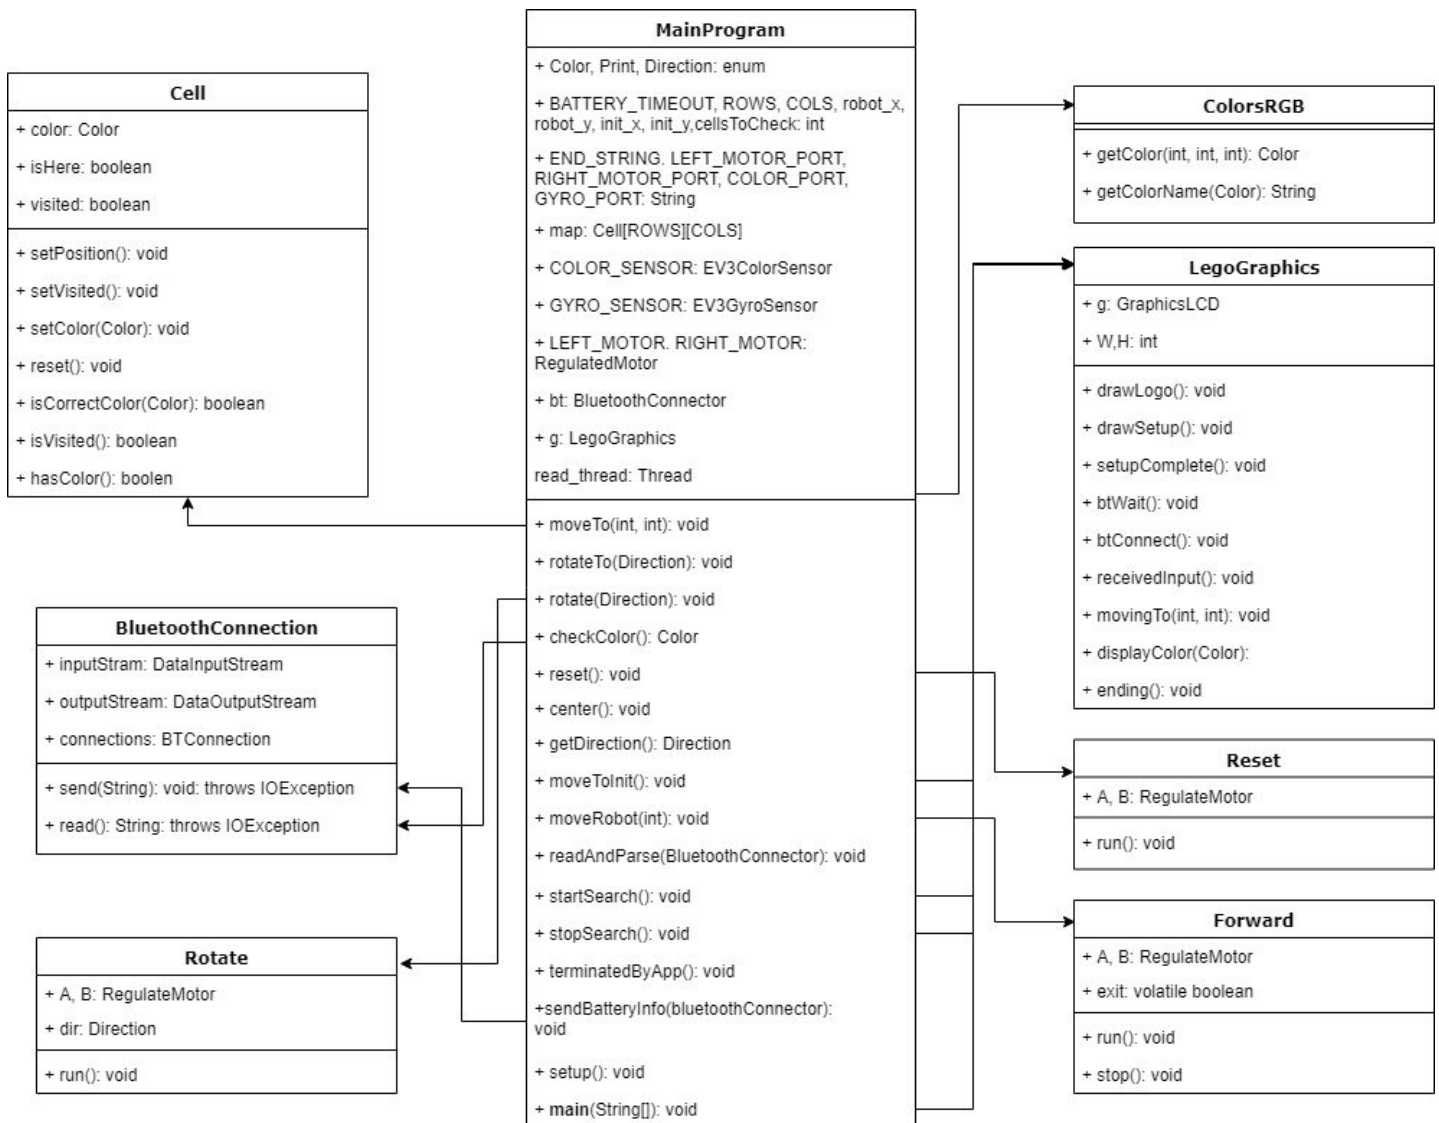 MainProgram
+ Color, Print, Direction: enum
+ BATTERY_TIMEOUT, ROWS, COLS, robot_x,
robot_y, init_x, init_y,cellsToCheck: int
+ END_STRING. LEFT_MOTOR_PORT,
RIGHT_MOTOR_PORT, COLOR_PORT,
GYRO_PORT: String
+ map: Cell[ROWS][COLS]
+ COLOR_SENSOR: EV3ColorSensor
+ GYRO_SENSOR: EV3GyroSensor
+ LEFT_MOTOR. RIGHT_MOTOR:
RegulatedMotor
+ bt: BluetoothConnector
+ g: LegoGraphics
read_thread: Thread
+ moveTo(int, int): void
+ rotateTo(Direction): void
+ rotate(Direction): void
+ checkColor(): Color
+ reset(): void
+ center(): void
+ getDirection(): Direction
+ moveToInit(): void
+ moveRobot(int): void
+ readAndParse(BluetoothConnector): void
+ startSearch(): void
+ stopSearch(): void
+ terminatedByApp(): void
+sendBatteryInfo(bluetoothConnector):
void
+ setup(): void
+ main(String[]): void
Cell
+ color: Color
+ isHere: boolean
+ visited: boolean
+ setPosition(): void
+ setVisited(): void
+ setColor(Color): void
+ reset(): void
+ isCorrectColor(Color): boolean
+ isVisited(): boolean
+ hasColor(): boolen
BluetoothConnection
+ inputStram: DataInputStream
+ outputStream: DataOutputStream
+ connections: BTConnection
+ send(String): void: throws IOException
+ read(): String: throws IOException
Rotate
+ A, B: RegulateMotor
+ dir: Direction
+ run(): void
ColorsRGB
+ getColor(int, int, int): Color
+ getColorName(Color): String
LegoGraphics
+ g: GraphicsLCD
+ W,H: int
+ drawLogo(): void
+ drawSetup(): void
+ setupComplete(): void
+ btWait(): void
+ btConnect(): void
+ receivedInput(): void
+ movingTo(int, int): void
+ displayColor(Color):
+ ending(): void
Reset
+ A, B: RegulateMotor
+ run(): void
Forward
+ A, B: RegulateMotor
+ exit: volatile boolean
+ run(): void
+ stop(): void